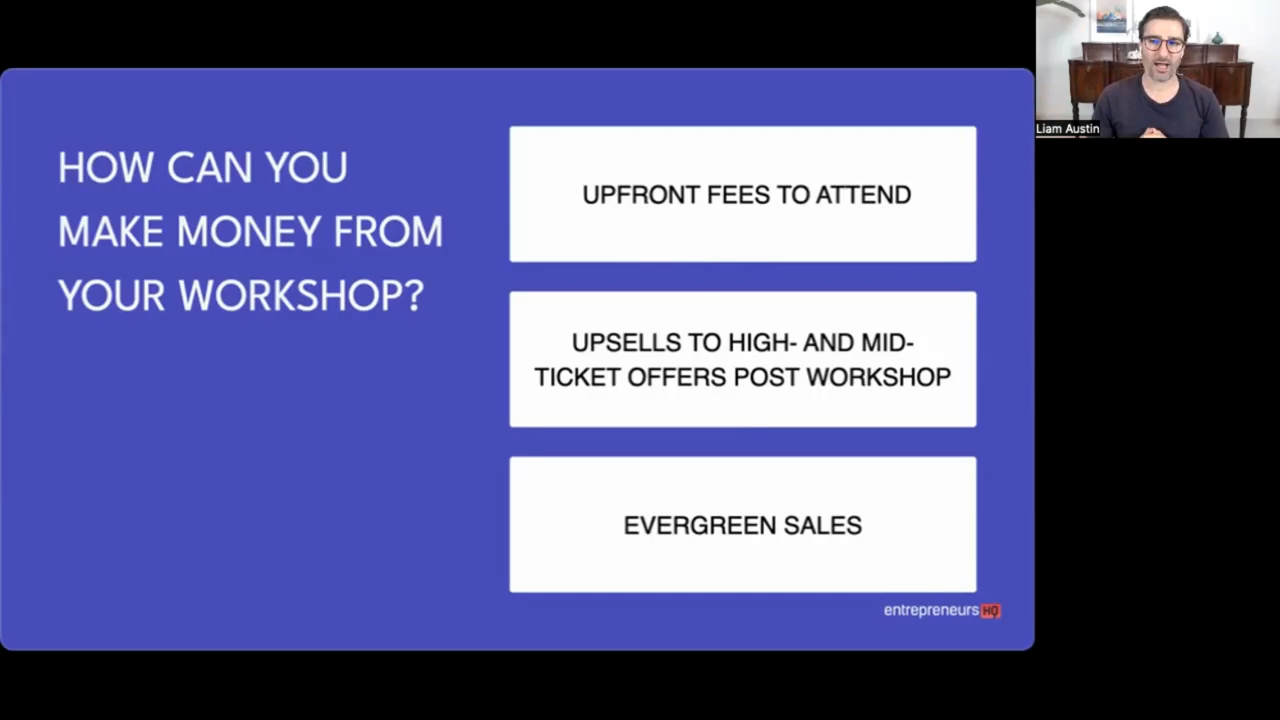 HOW CAN YOU
MAKE MONEY FROM
YOUR WORKSHOP?
UPFRONT FEES TO ATTEND
UPSELLS TO HIGH- AND MID-
TICKET OFFERS POST WORKSHOP
EVERGREEN SALES
entrepreneurs HQ
Liam Austin